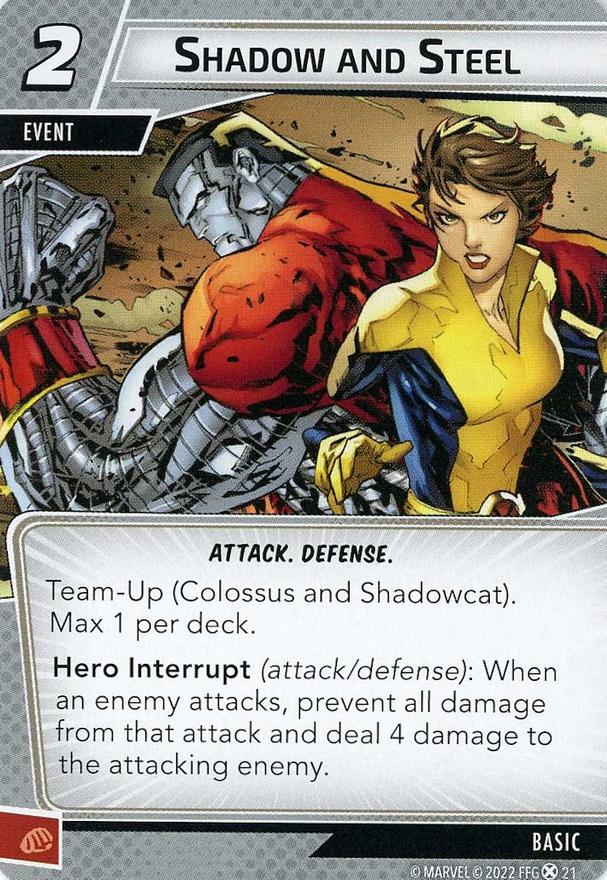 2
SHADOW AND STEEL
EVENT
ATTACK. DEFENSE.
Team-Up (Colossus and Shadowcat).
Max 1 per deck.
Hero Interrupt (attack/defense): When
an enemy attacks, prevent all damage
from that attack and deal 4 damage to
the attacking enemy.
BASIC
© MARVEL © 2022 FFG 21